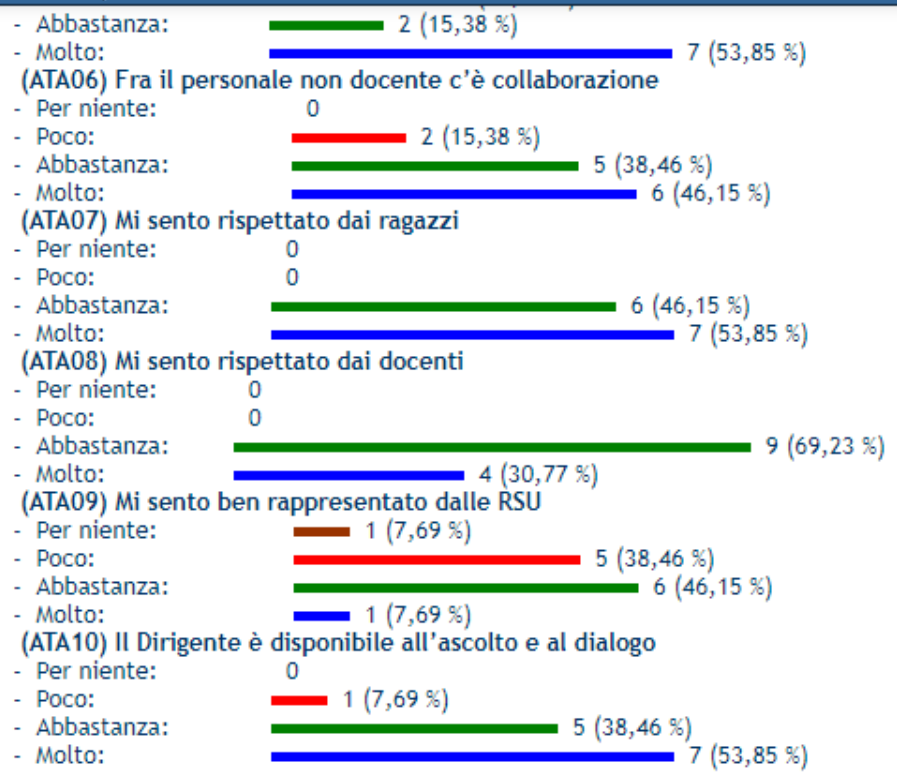 - Abbastanza: 2 (15,38 %)
- Molto: 7 (53,85 %)
(ATA06) Fra il personale non docente c’è collaborazione
- Per niente: 0
- Poco: 2 (15,38 %)
- Abbastanza: 5 (38,46 %)
- Molto: 6 (46,15 %)
(ATA07) Mi sento rispettato dai ragazzi
- Per niente: 0
- Poco: 0
- Abbastanza: 6 (46,15 %)
- Molto: 7 (53,85 %)
(ATA08) Mi sento rispettato dai docenti
- Per niente: 0
- Poco: 0
- Abbastanza: 9 (69,23 %)
- Molto: 4 (30,77 %)
(ATA09) Mi sento ben rappresentato dalle RSU
- Per niente: 1 (7,69 %)
- Poco: 5 (38,46 %)
- Abbastanza: 6 (46,15 %)
- Molto: 1 (7,69 %)
(ATA10) Il Dirigente è disponibile all’ascolto e al dialogo
- Per niente: 0
- Poco: 1 (7,69 %)
- Abbastanza: 5 (38,46 %)
- Molto: 7 (53,85 %)